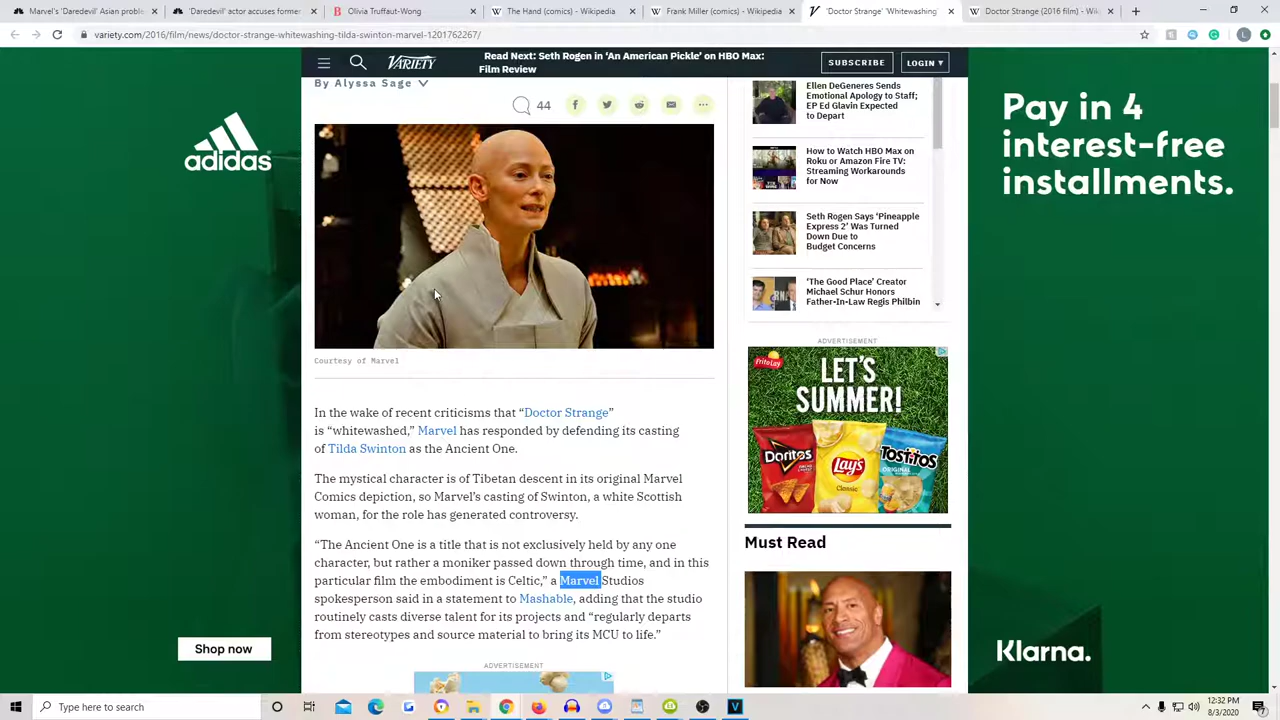 Marvel's 'Daredevil' Asian prob
'Daredevil' actor accuses former
Olivia Truffaut-Wong
The Hand (comics) - Wikipedia
Frank Miller (comics) - Wikipedia
'Doctor Strange' 'Whitewashing'
Doctor Strange (2016 film) - Wiki
variety.com/2016/film/news/doctor-strange-whitewashing-tilda-swinton-marvel-1201762267/
VARIETY
Read Next: Seth Rogen in 'An American Pickle' on HBO Max:
Film Review
SUBSCRIBE
LOGIN
By Alyssa Sage
44
Courtesy of Marvel
In the wake of recent criticisms that “Doctor Strange”
is “whitewashed,” Marvel has responded by defending its casting
of Tilda Swinton as the Ancient One.
The mystical character is of Tibetan descent in its original Marvel
Comics depiction, so Marvel's casting of Swinton, a white Scottish
woman, for the role has generated controversy.
“The Ancient One is a title that is not exclusively held by any one
character, but rather a moniker passed down through time, and in this
particular film the embodiment is Celtic,” a Marvel Studios
spokesperson said in a statement to Mashable, adding that the studio
routinely casts diverse talent for its projects and “regularly departs
from stereotypes and source material to bring its MCU to life.”
ADVERTISEMENT
Ellen DeGeneres Sends
Emotional Apology to Staff;
EP Ed Glavin Expected
to Depart
How to Watch HBO Max on
Roku or Amazon Fire TV:
Streaming Workarounds
for Now
Seth Rogen Says 'Pineapple
Express 2' Was Turned
Down Due to
Budget Concerns
'The Good Place' Creator
Michael Schur Honors
Father-In-Law Regis Philbin
ADVERTISEMENT
FritoLay
LET'S
SUMMER!
Doritos
Lay's
Classic
TOSTITOS
ORIGINAL
Must Read
adidas
Shop now
Pay in 4
interest-free
installments.
Klarna.
Type here to search
12:32 PM
8/3/2020